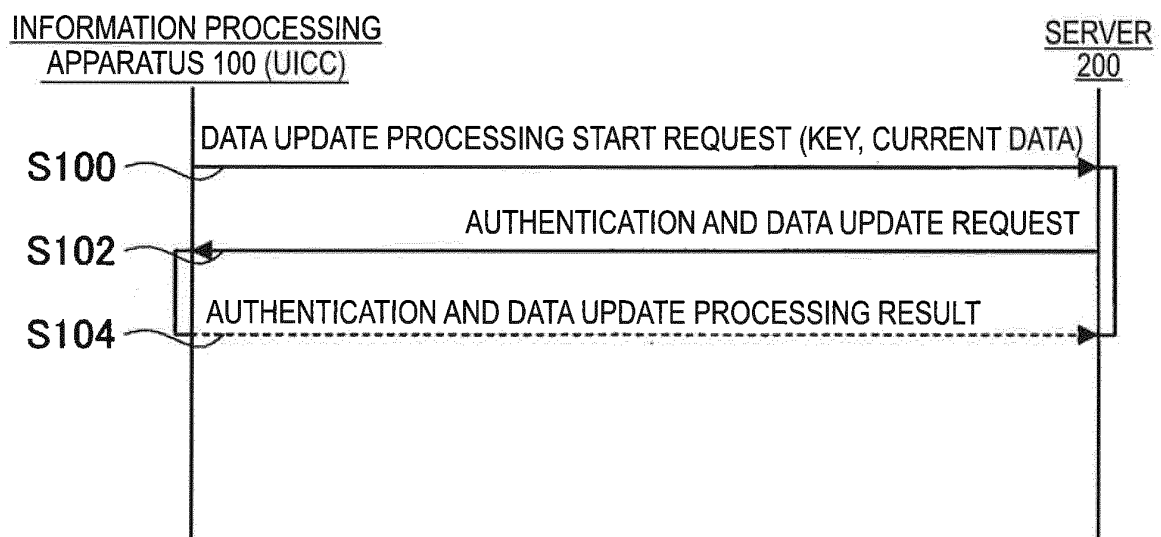 INFORMATION PROCESSING
APPARATUS 100 (UICC)
SERVER
200
DATA UPDATE PROCESSING START REQUEST (KEY, CURRENT DATA)
S100
AUTHENTICATION AND DATA UPDATE REQUEST
S102
AUTHENTICATION AND DATA UPDATE PROCESSING RESULT
S104